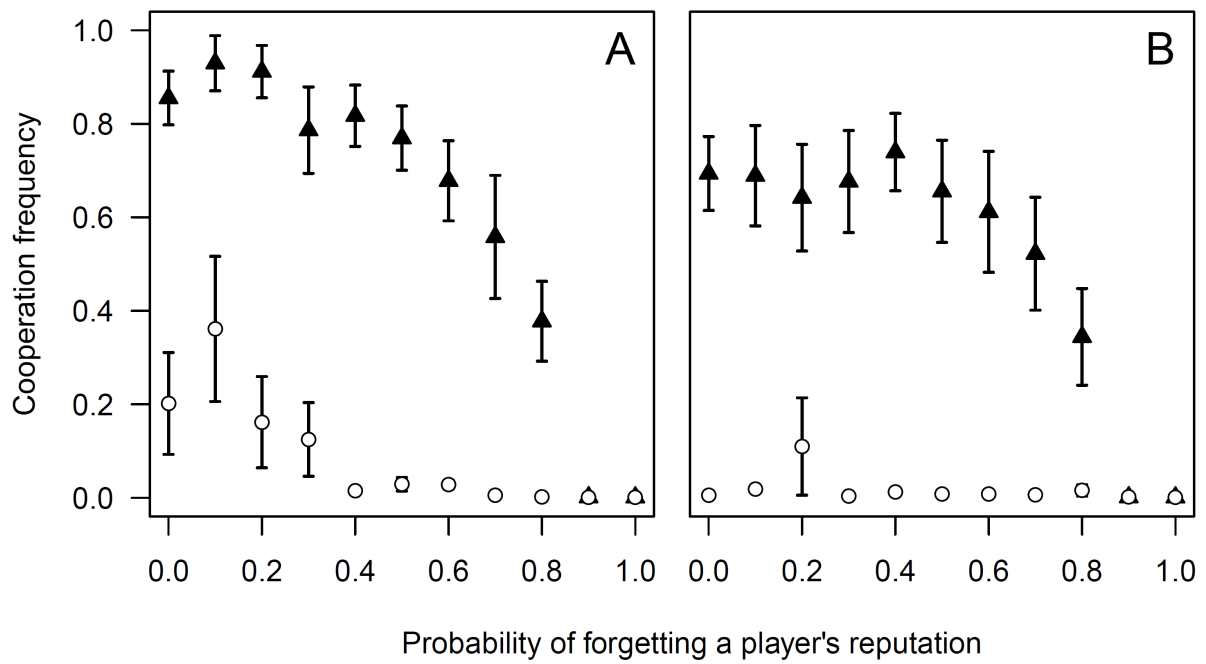 A
B
1.0
0.8
0.6
0.4
0.2
0.0
Cooperation frequency
0.0 0.2 0.4 0.6 0.8 1.0
0.0 0.2 0.4 0.6 0.8 1.0
Probability of forgetting a player's reputation